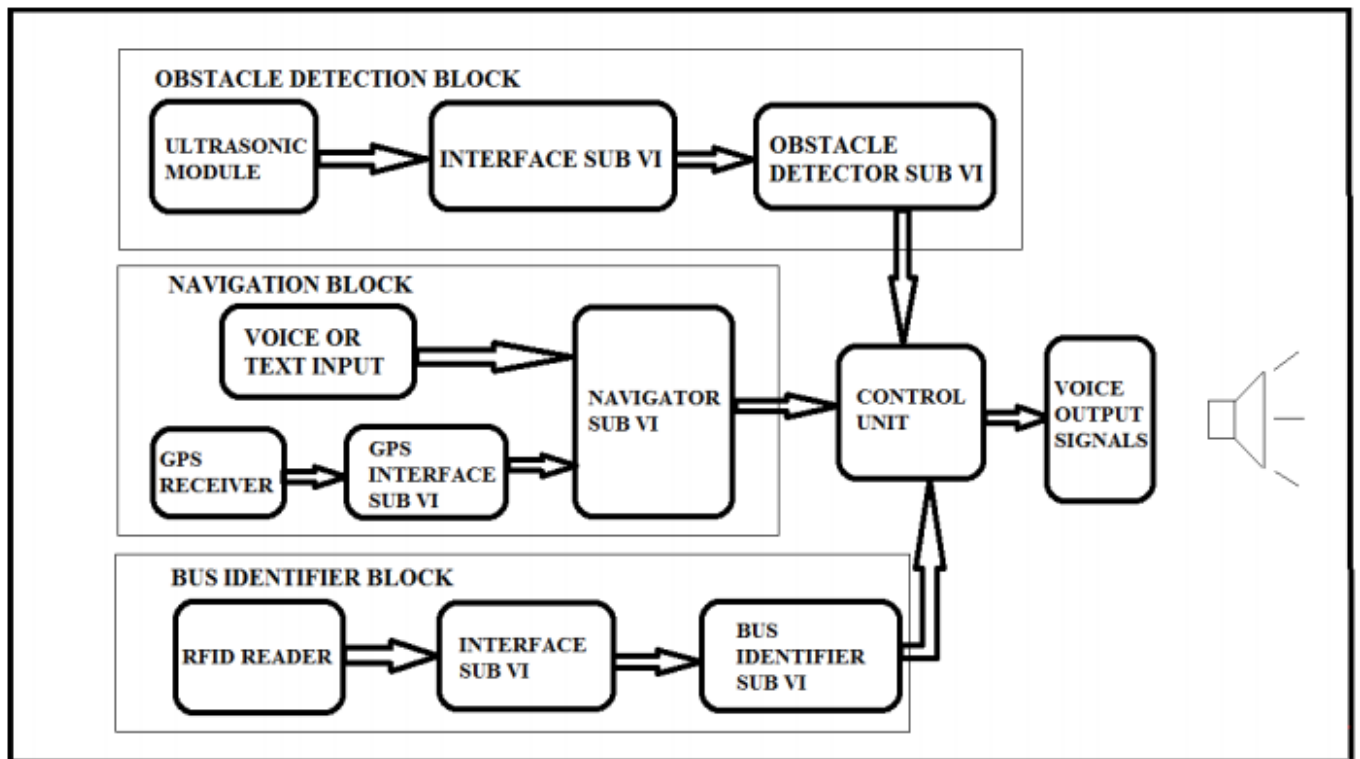 OBSTACLE DETECTION BLOCK
ULTRASONIC
MODULE
INTERFACE SUB VI
OBSTACLE
DETECTOR SUB VI
NAVIGATION BLOCK
VOICE OR
TEXT INPUT
GPS
RECEIVER
GPS
INTERFACE
SUB VI
NAVIGATOR
SUB VI
CONTROL
UNIT
VOICE
OUTPUT
SIGNALS
BUS IDENTIFIER BLOCK
RFID READER
INTERFACE
SUB VI
BUS
IDENTIFIER
SUB VI